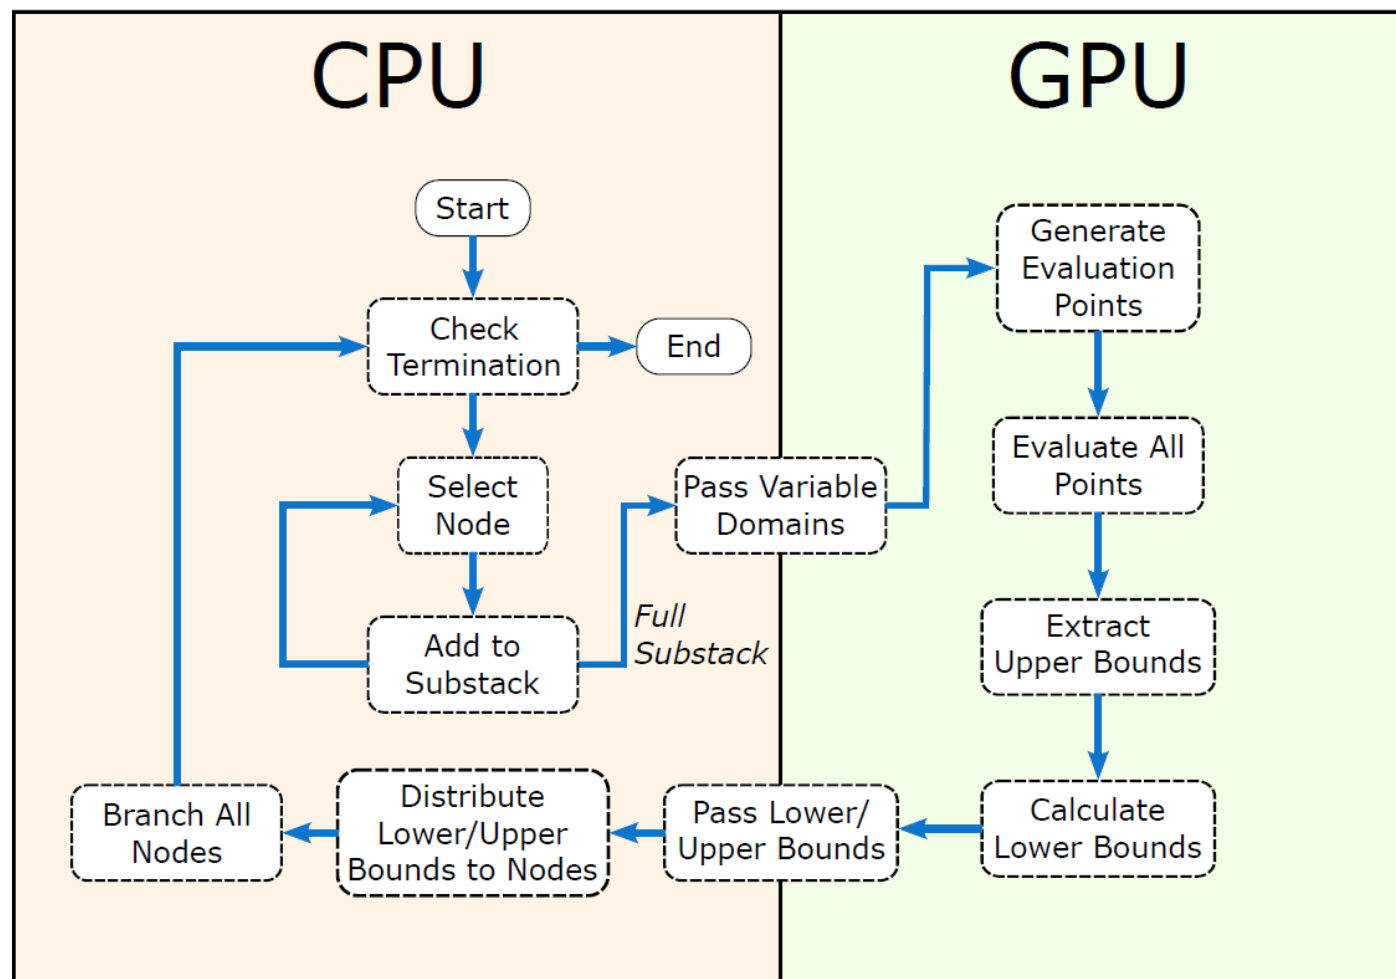 CPU
GPU
Start
Check
Termination
End
Select
Node
Add to
Substack
Full
Substack
Pass Variable
Domains
Generate
Evaluation
Points
Evaluate All
Points
Extract
Upper Bounds
Calculate
Lower Bounds
Pass Lower/
Upper Bounds
Distribute
Lower/Upper
Bounds to Nodes
Branch All
Nodes